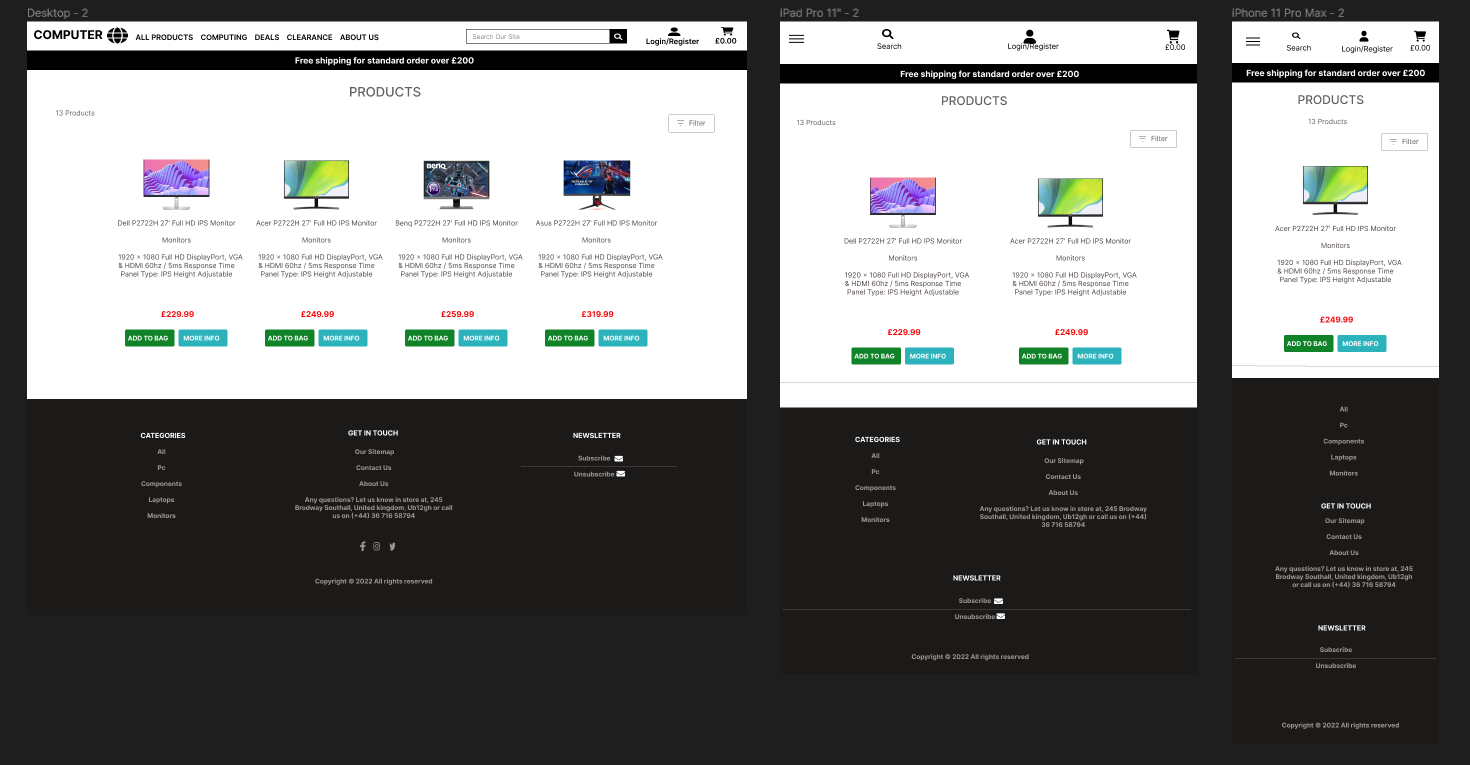 Desktop - 2
COMPUTER
ALL PRODUCTS COMPUTING DEALS CLEARANCE ABOUT US
Search Our Site
Login/Register
£0.00
Free shipping for standard order over £200
PRODUCTS
13 Products
Filter
Benq
Dell P2722H 27' Full HD IPS Monitor
Monitors
1920 x 1080 Full HD DisplayPort, VGA
& HDMI 60hz / 5ms Response Time
Panel Type: IPS Height Adjustable
£229.99
ADD TO BAG MORE INFO
Acer P2722H 27' Full HD IPS Monitor
Monitors
1920 x 1080 Full HD DisplayPort, VGA
& HDMI 60hz / 5ms Response Time
Panel Type: IPS Height Adjustable
£249.99
ADD TO BAG MORE INFO
Benq P2722H 27' Full HD IPS Monitor
Monitors
1920 x 1080 Full HD DisplayPort, VGA
& HDMI 60hz / 5ms Response Time
Panel Type: IPS Height Adjustable
£259.99
ADD TO BAG MORE INFO
Asus P2722H 27' Full HD IPS Monitor
Monitors
1920 x 1080 Full HD DisplayPort, VGA
& HDMI 60hz / 5ms Response Time
Panel Type: IPS Height Adjustable
£319.99
ADD TO BAG MORE INFO
CATEGORIES
All
Pc
Components
Laptops
Monitors
GET IN TOUCH
Our Sitemap
Contact Us
About Us
Any questions? Let us know in store at, 245
Brodway Southall, United kingdom, Ub12gh or call
us on (+44) 36 716 58794
NEWSLETTER
Subscribe
Unsubscribe
Copyright © 2022 All rights reserved
iPad Pro 11" - 2
Search
Login/Register
£0.00
Free shipping for standard order over £200
PRODUCTS
13 Products
Filter
Dell P2722H 27' Full HD IPS Monitor
Monitors
1920 x 1080 Full HD DisplayPort, VGA
& HDMI 60hz / 5ms Response Time
Panel Type: IPS Height Adjustable
£229.99
ADD TO BAG MORE INFO
Acer P2722H 27' Full HD IPS Monitor
Monitors
1920 x 1080 Full HD DisplayPort, VGA
& HDMI 60hz / 5ms Response Time
Panel Type: IPS Height Adjustable
£249.99
ADD TO BAG MORE INFO
CATEGORIES
All
Pc
Components
Laptops
Monitors
GET IN TOUCH
Our Sitemap
Contact Us
About Us
Any questions? Let us know in store at, 245 Brodway
Southall, United kingdom, Ub12gh or call us on (+44)
36 716 58794
NEWSLETTER
Subscribe
Unsubscribe
Copyright © 2022 All rights reserved
iPhone 11 Pro Max - 2
Search
Login/Register
£0.00
Free shipping for standard order over £200
PRODUCTS
13 Products
Filter
Acer P2722H 27' Full HD IPS Monitor
Monitors
1920 x 1080 Full HD DisplayPort, VGA
& HDMI 60hz / 5ms Response Time
Panel Type: IPS Height Adjustable
£249.99
ADD TO BAG MORE INFO
All
Pc
Components
Laptops
Monitors
GET IN TOUCH
Our Sitemap
Contact Us
About Us
Any questions? Let us know in store at, 245
Brodway Southall, United kingdom, Ub12gh
or call us on (+44) 36 716 58794
NEWSLETTER
Subscribe
Unsubscribe
Copyright © 2022 All rights reserved